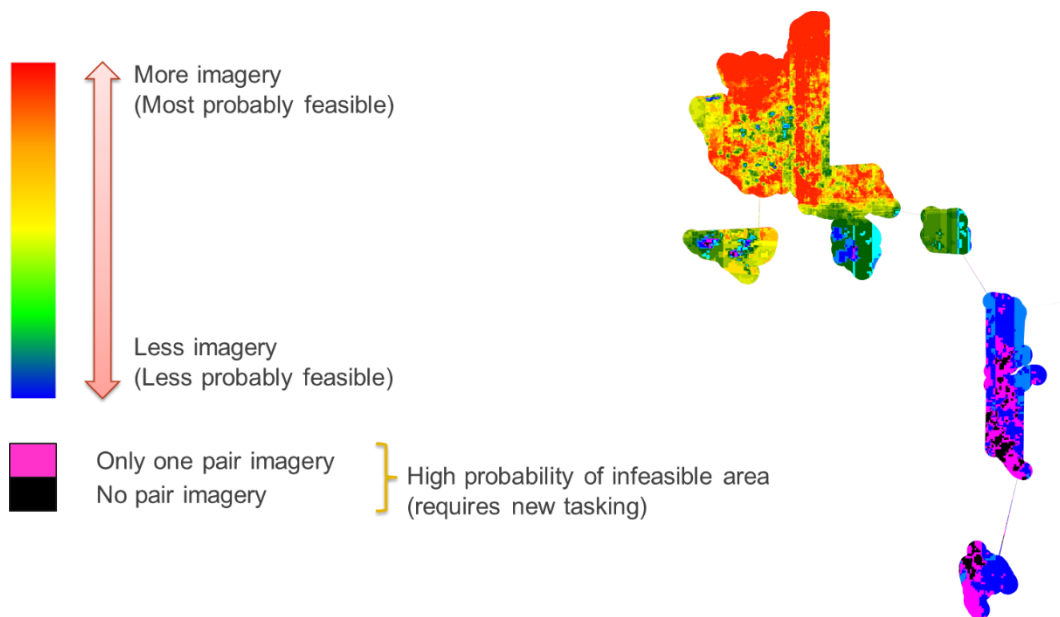 More imagery
(Most probably feasible)
Less imagery
(Less probably feasible)
Only one pair imagery
No pair imagery
High probability of infeasible area
(requires new tasking)